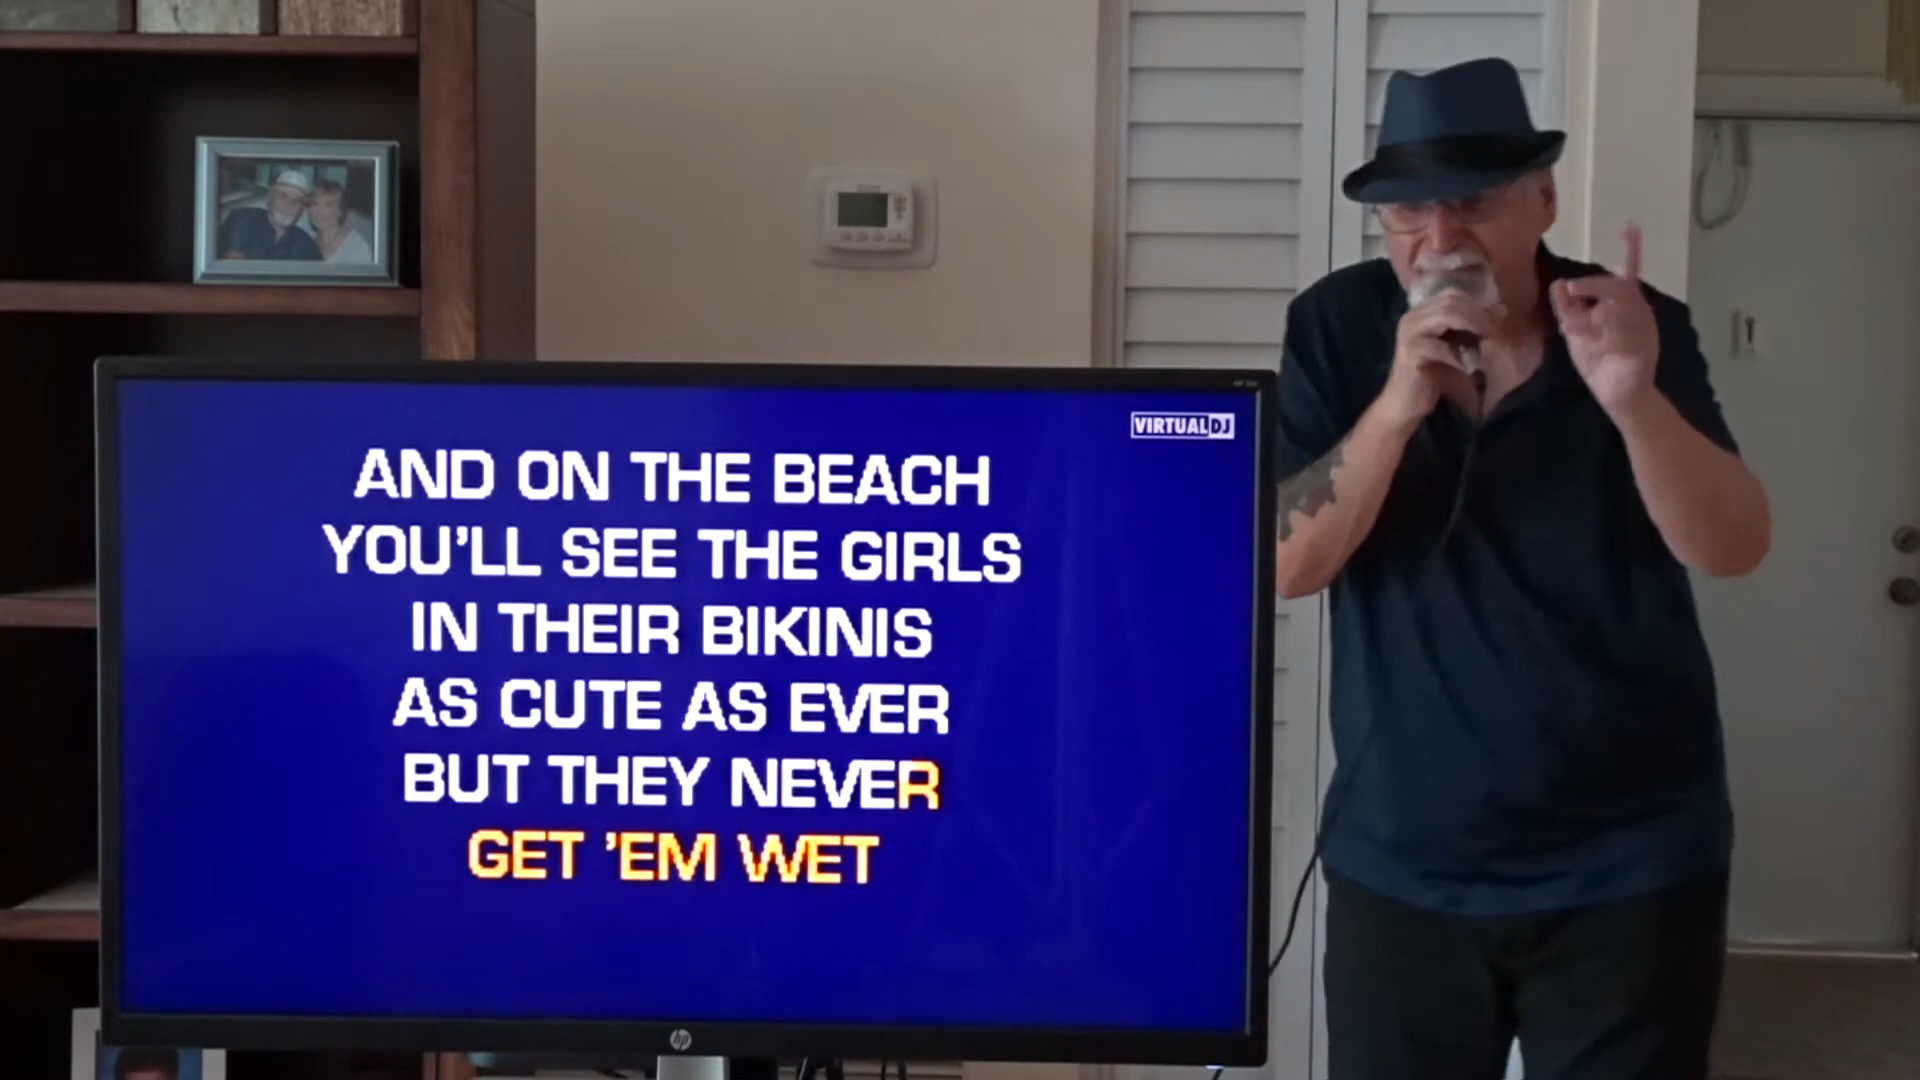 VIRTUALDJ
AND ON THE BEACH
YOU'LL SEE THE GIRLS
IN THEIR BIKINIS
AS CUTE AS EVER
BUT THEY NEVER
GET 'EM WET
hp